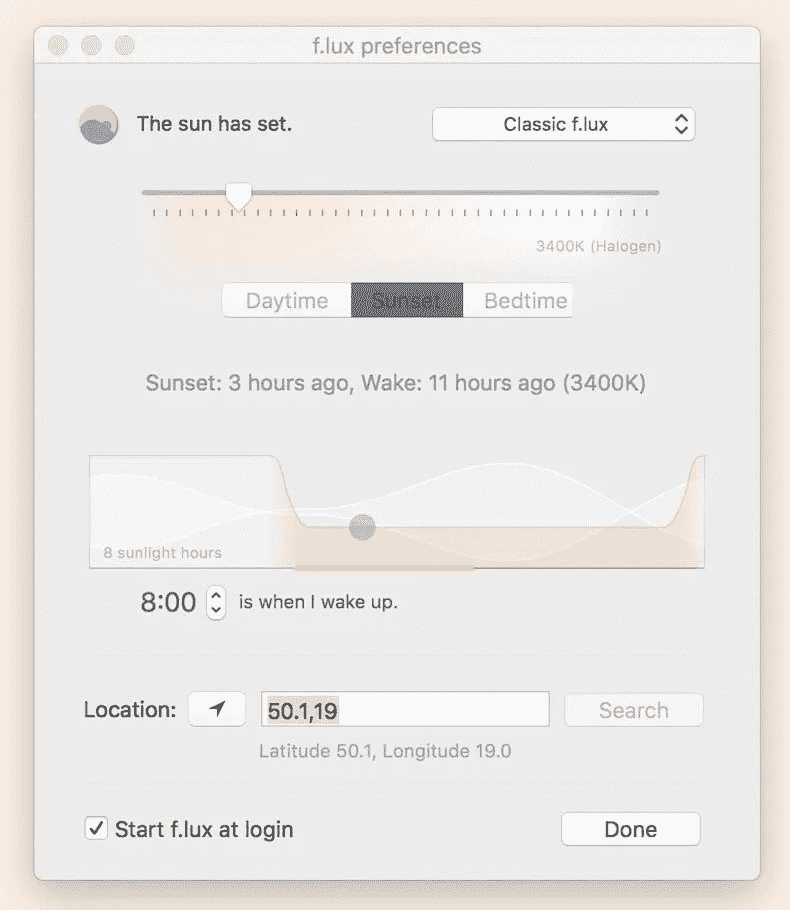 f.lux preferences
The sun has set.
Classic f.lux
3400K (Halogen)
Daytime Sunset Bedtime
Sunset: 3 hours ago, Wake: 11 hours ago (3400K)
8 sunlight hours
8:00 is when I wake up.
Location: 50.1,19 Search
Latitude 50.1, Longitude 19.0
Start f.lux at login Done